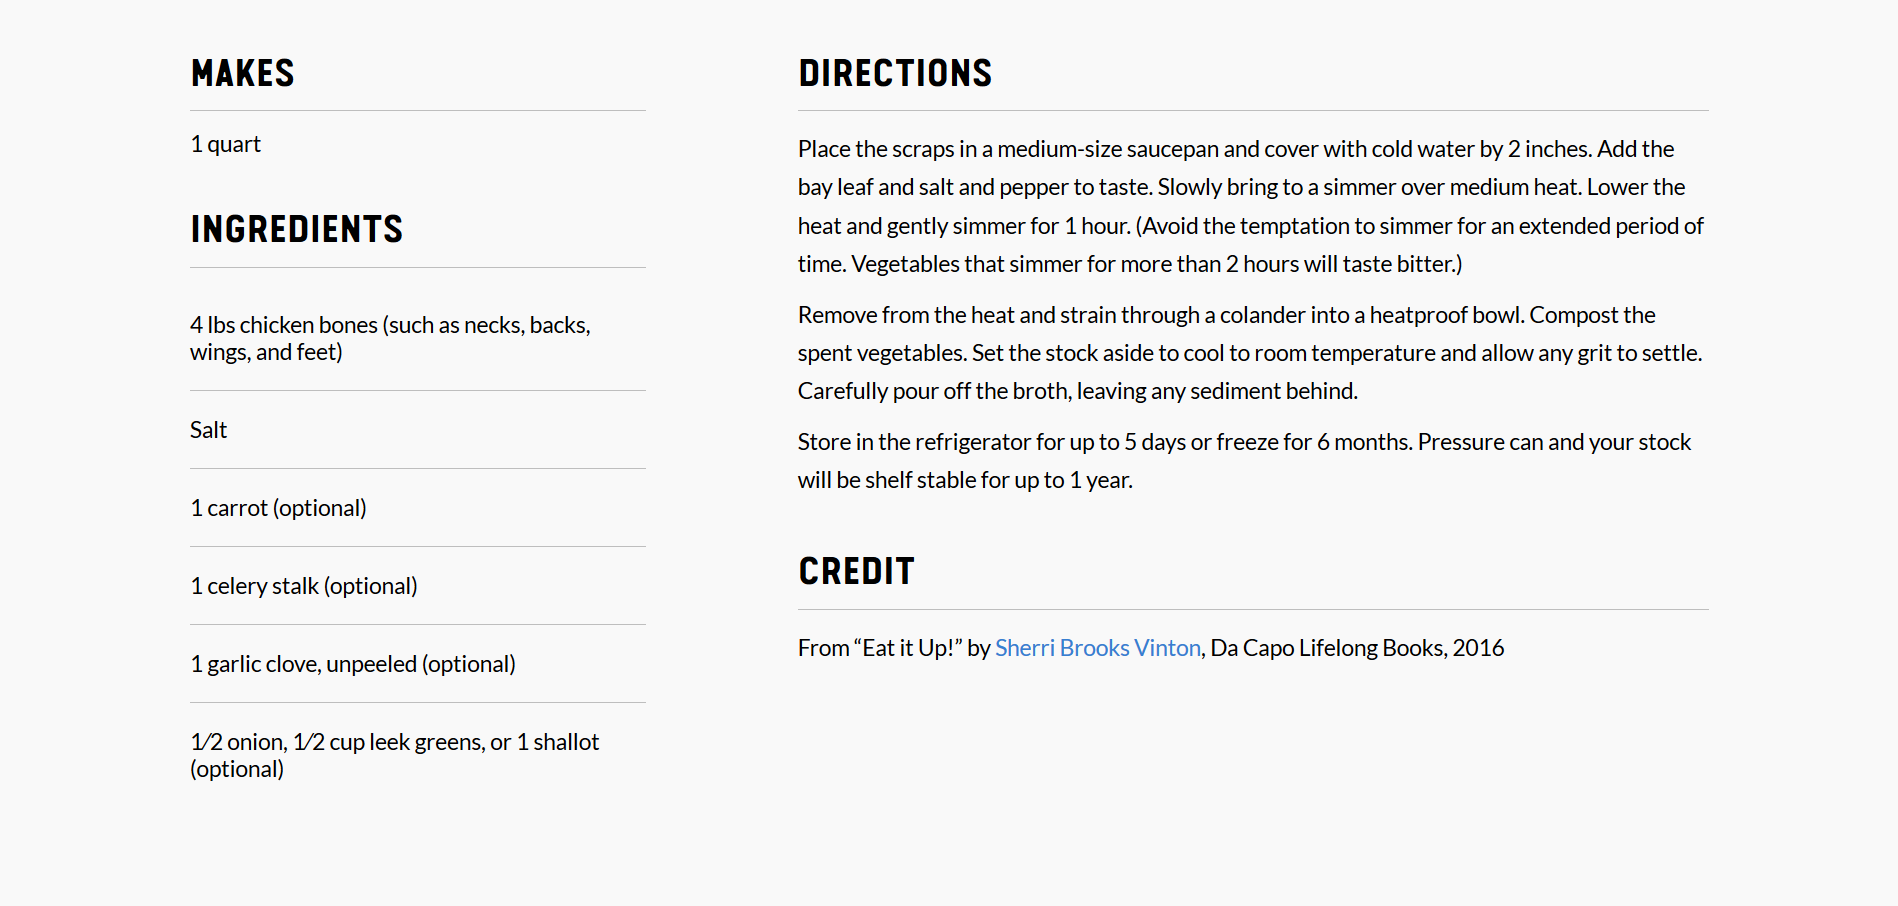 MAKES
1 quart
INGREDIENTS
4 lbs chicken bones (such as necks, backs,
wings, and feet)
Salt
1 carrot (optional)
1 celery stalk (optional)
1 garlic clove, unpeeled (optional)
1⁄2 onion, 1⁄2 cup leek greens, or 1 shallot
(optional)
DIRECTIONS
Place the scraps in a medium-size saucepan and cover with cold water by 2 inches. Add the
bay leaf and salt and pepper to taste. Slowly bring to a simmer over medium heat. Lower the
heat and gently simmer for 1 hour. (Avoid the temptation to simmer for an extended period of
time. Vegetables that simmer for more than 2 hours will taste bitter.)
Remove from the heat and strain through a colander into a heatproof bowl. Compost the
spent vegetables. Set the stock aside to cool to room temperature and allow any grit to settle.
Carefully pour off the broth, leaving any sediment behind.
Store in the refrigerator for up to 5 days or freeze for 6 months. Pressure can and your stock
will be shelf stable for up to 1 year.
CREDIT
From “Eat it Up!” by Sherri Brooks Vinton, Da Capo Lifelong Books, 2016